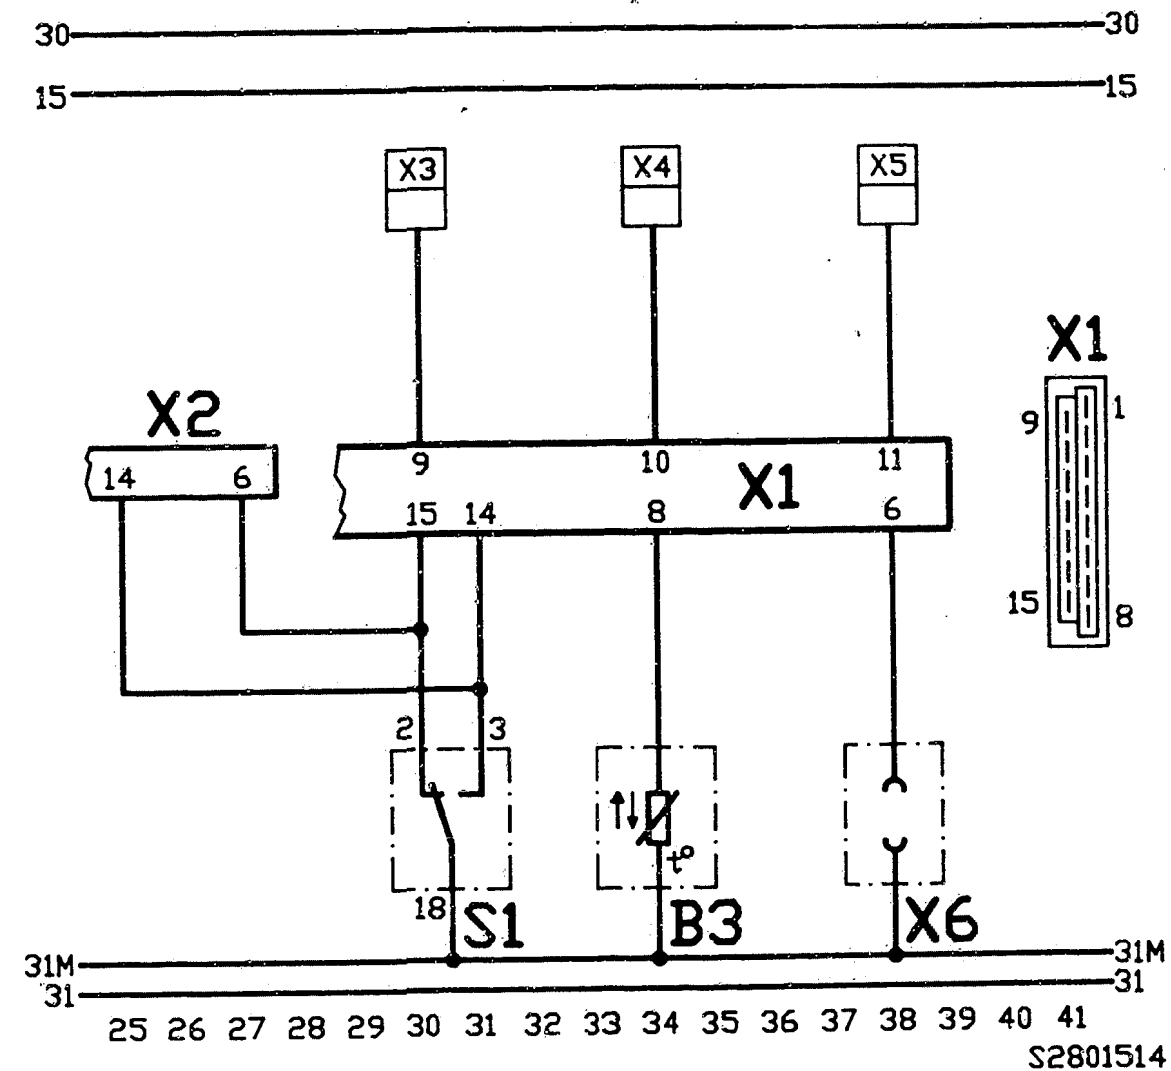 30 30
15 15
X3 X4 X5
X1
X2 9 1
14 6 9 10 11
X1
15 14 8 6
15 8
2 3
t°
18 S1 B3 X6
31M 31M
31 31
25 26 27 28 29 30 31 32 33 34 35 36 37 38 39 40 41
S2801514